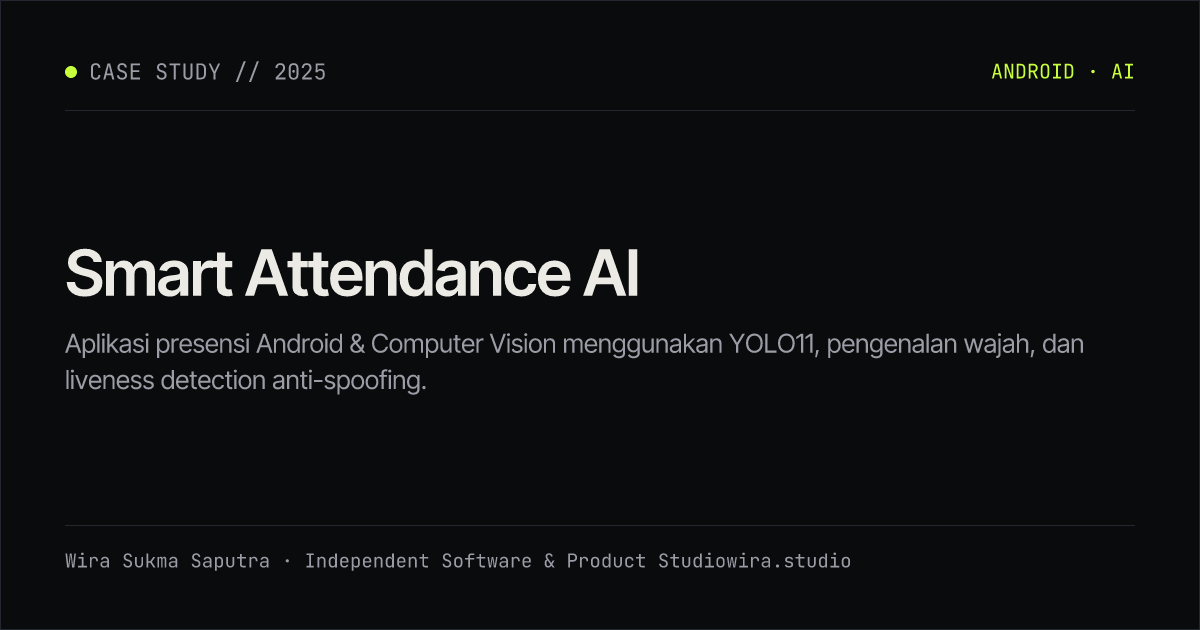 CASE STUDY // 2025
ANDROID · AI
Smart Attendance AI
Aplikasi presensi Android & Computer Vision menggunakan YOLO11, pengenalan wajah, dan
liveness detection anti-spoofing.
Wira Sukma Saputra · Independent Software & Product Studiowira.studio